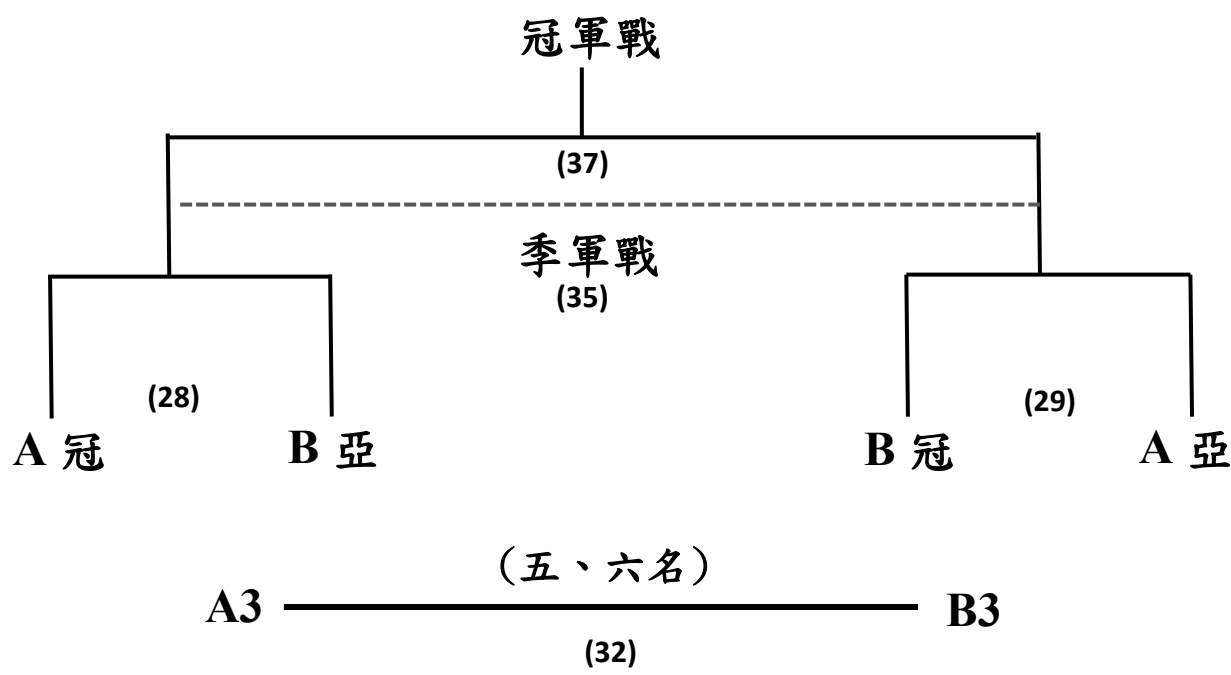 冠軍戰
(37)
季軍戰
(35)
(28)
(29)
A 冠
B 亞
B 冠
A 亞
(五、六名)
A3
B3
(32)